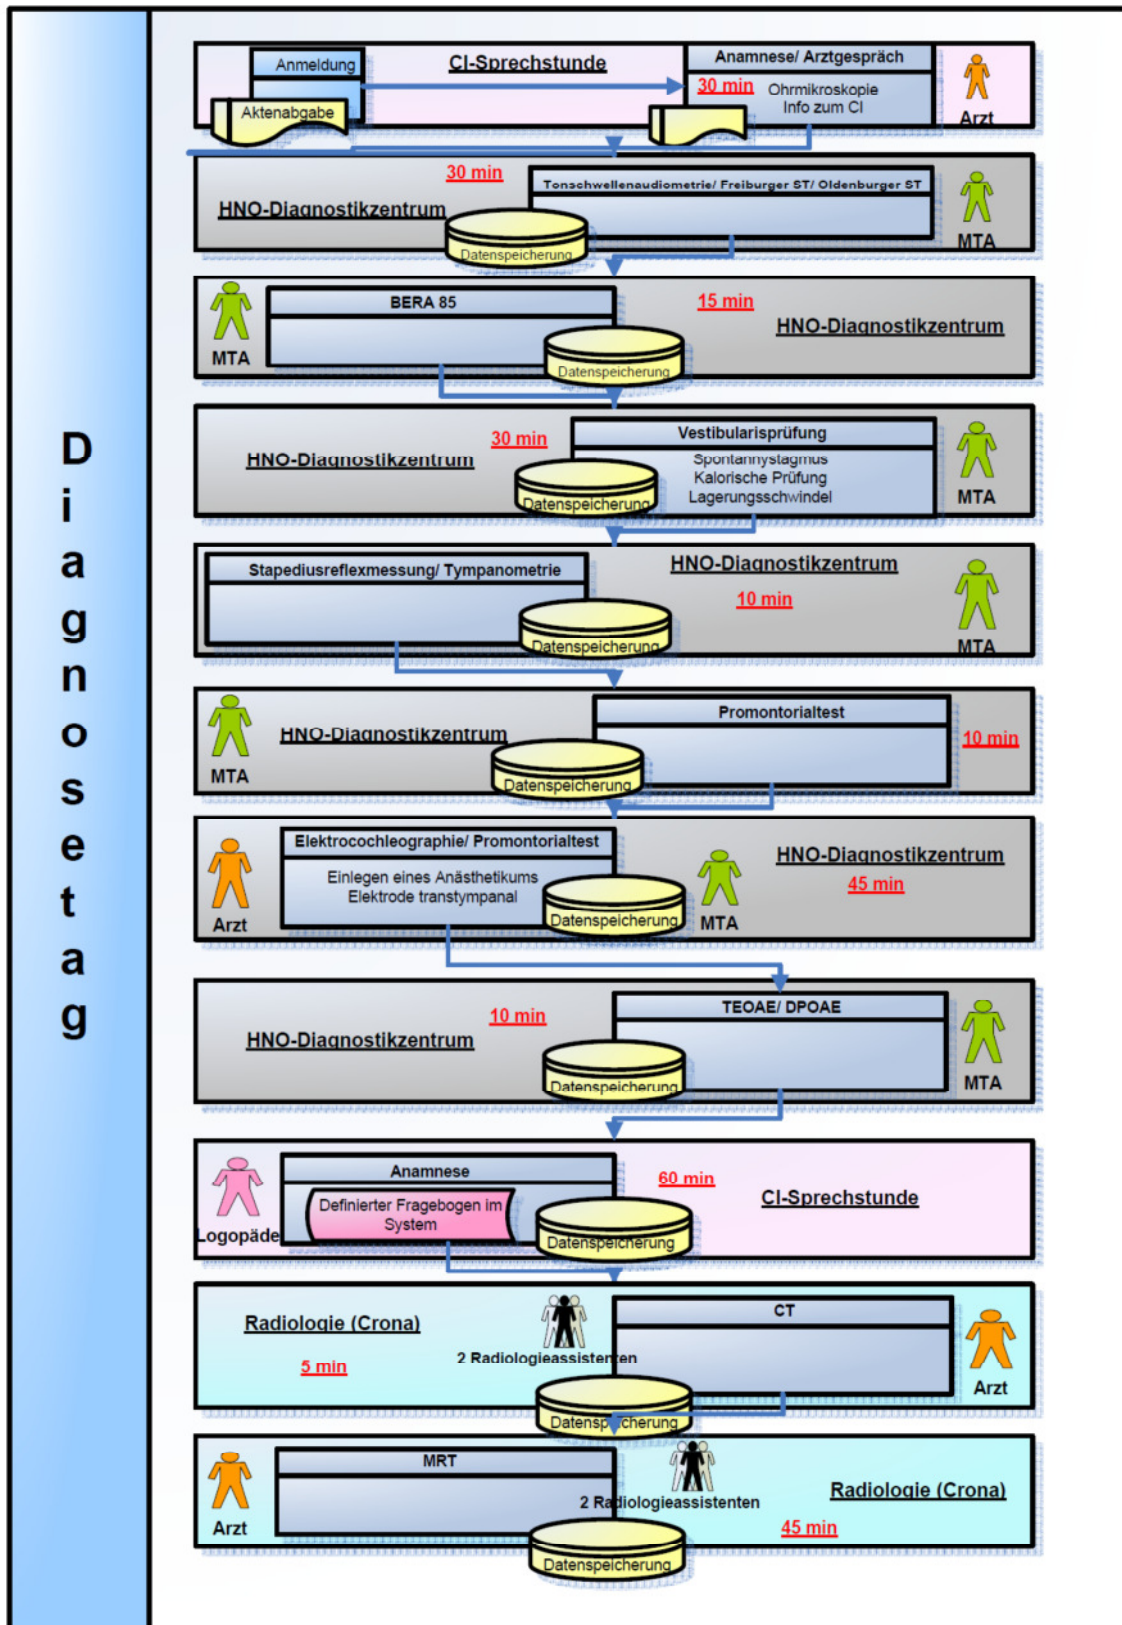 Diagnosetag
Anmeldung
Aktenabgabe
CI-Sprechstunde
Anamnese/ Arztgespräch
30 min
Ohrmikroskopie
Info zum CI
Arzt
30 min
Tonschwellenaudiometrie/ Freiburger ST/ Oldenburger ST
HNO-Diagnostikzentrum
Datenspeicherung
MTA
BERA 85
15 min
HNO-Diagnostikzentrum
MTA
Datenspeicherung
30 min
Vestibularisprüfung
HNO-Diagnostikzentrum
Spontannystagmus
Kalorische Prüfung
Lagerungsschwindel
Datenspeicherung
MTA
Stapediusreflexmessung/ Tympanometrie
HNO-Diagnostikzentrum
10 min
Datenspeicherung
MTA
Promontorialtest
HNO-Diagnostikzentrum
10 min
MTA
Datenspeicherung
Elektrocochleographie/ Promontorialtest
HNO-Diagnostikzentrum
Einlegen eines Anästhetikums
Elektrode transtympanal
45 min
Arzt
Datenspeicherung
MTA
10 min
TEOAE/ DPOAE
HNO-Diagnostikzentrum
Datenspeicherung
MTA
Anamnese
60 min
CI-Sprechstunde
Definierter Fragebogen im
System
Logopäde
Datenspeicherung
Radiologie (Crona)
CT
5 min
2 Radiologieassistenten
Arzt
Datenspeicherung
MRT
Radiologie (Crona)
2 Radiologieassistenten
Arzt
45 min
Datenspeicherung